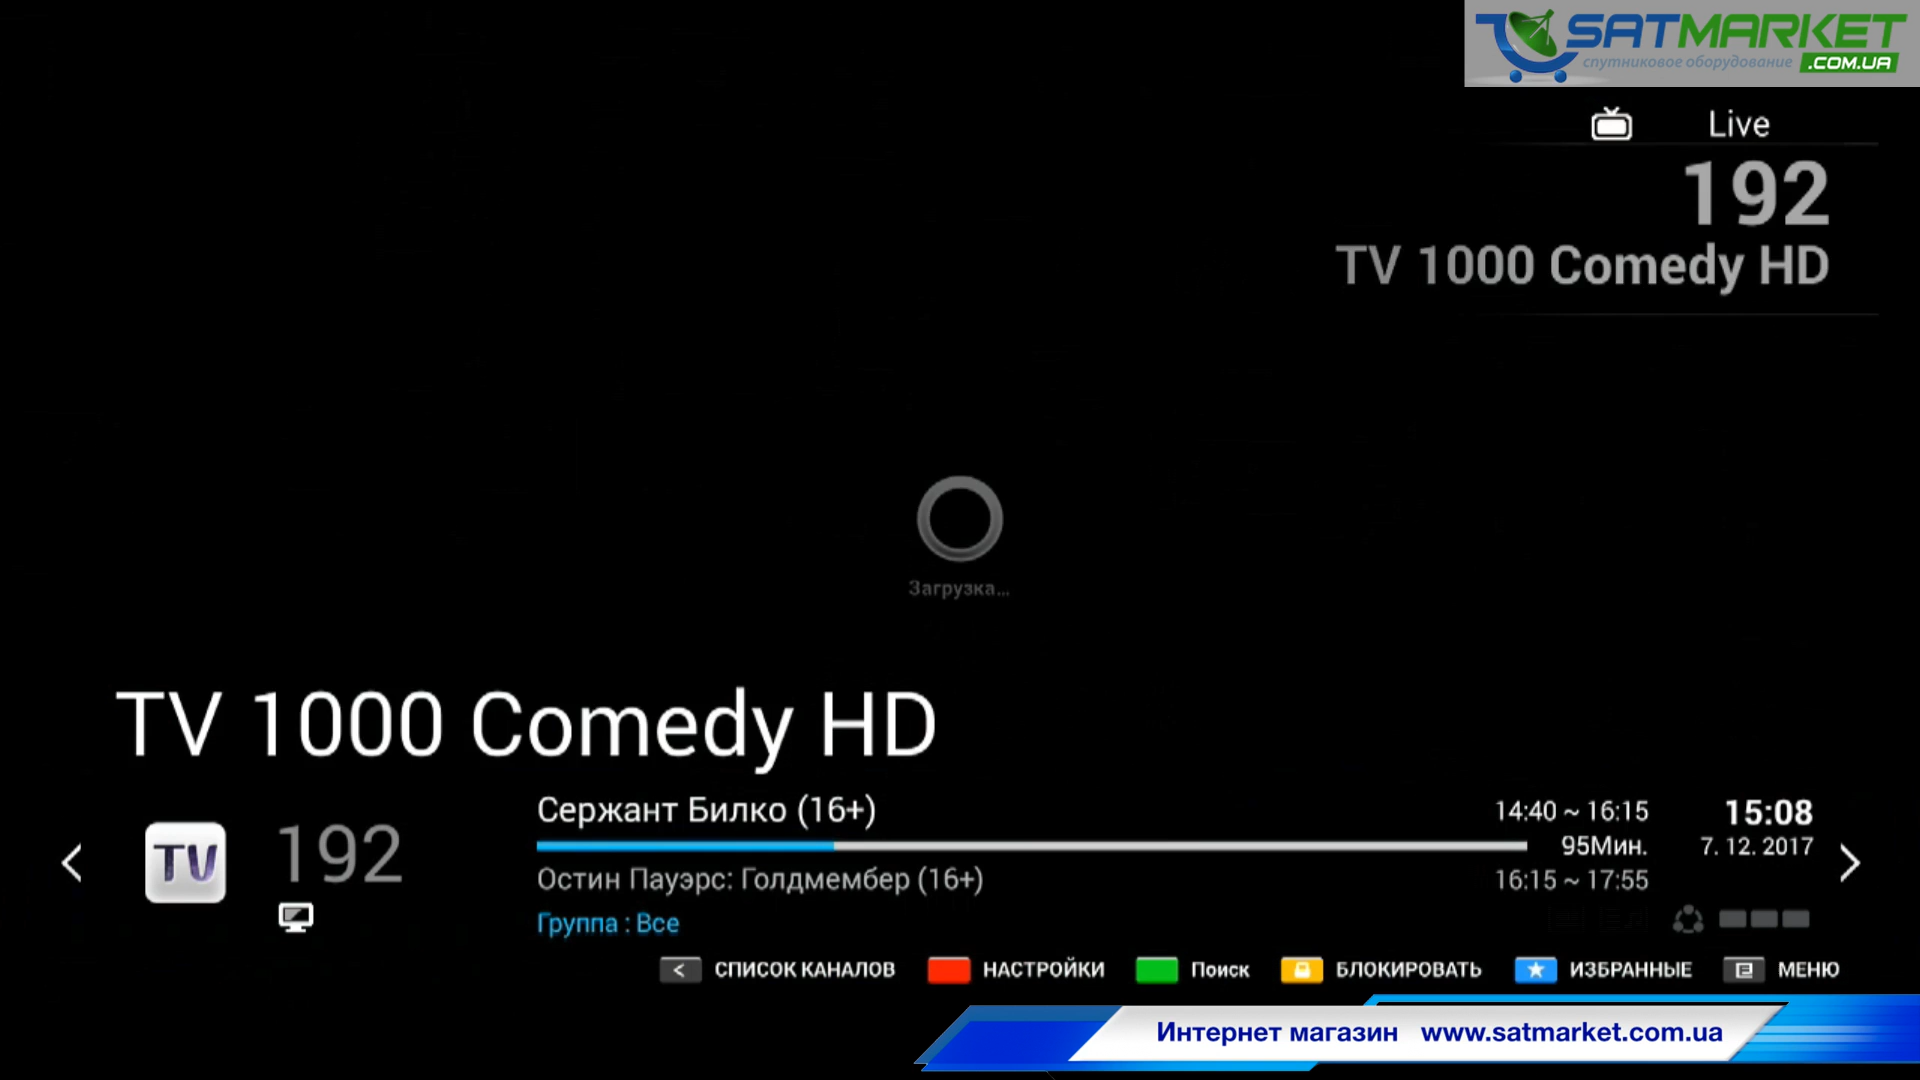 SATMARKET
спутниковое оборудование .COM.UA
Live
192
TV 1000 Comedy HD
Загрузка...
TV 1000 Comedy HD
TV 192
Сержант Билко (16+) 14:40 ~ 16:15 15:08
95Мин. 7. 12. 2017
Остин Пауэрс: Голдмембер (16+) 16:15 ~ 17:55
Группа : Все
< СПИСОК КАНАЛОВ НАСТРОЙКИ Поиск БЛОКИРОВАТЬ ИЗБРАННЫЕ МЕНЮ
Интернет магазин www.satmarket.com.ua